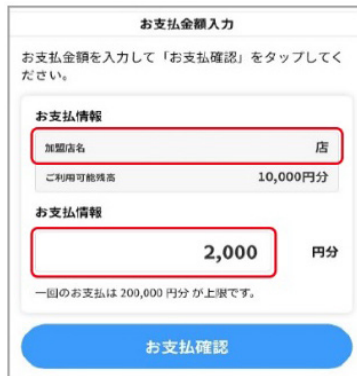 お支払金額入力
お支払金額を入力して「お支払確認」をタップしてく
ださい。
お支払情報
加盟店名 店
ご利用可能残高 10,000円分
お支払情報
2,000 円分
一回のお支払は 200,000 円分 が上限です。
お支払確認